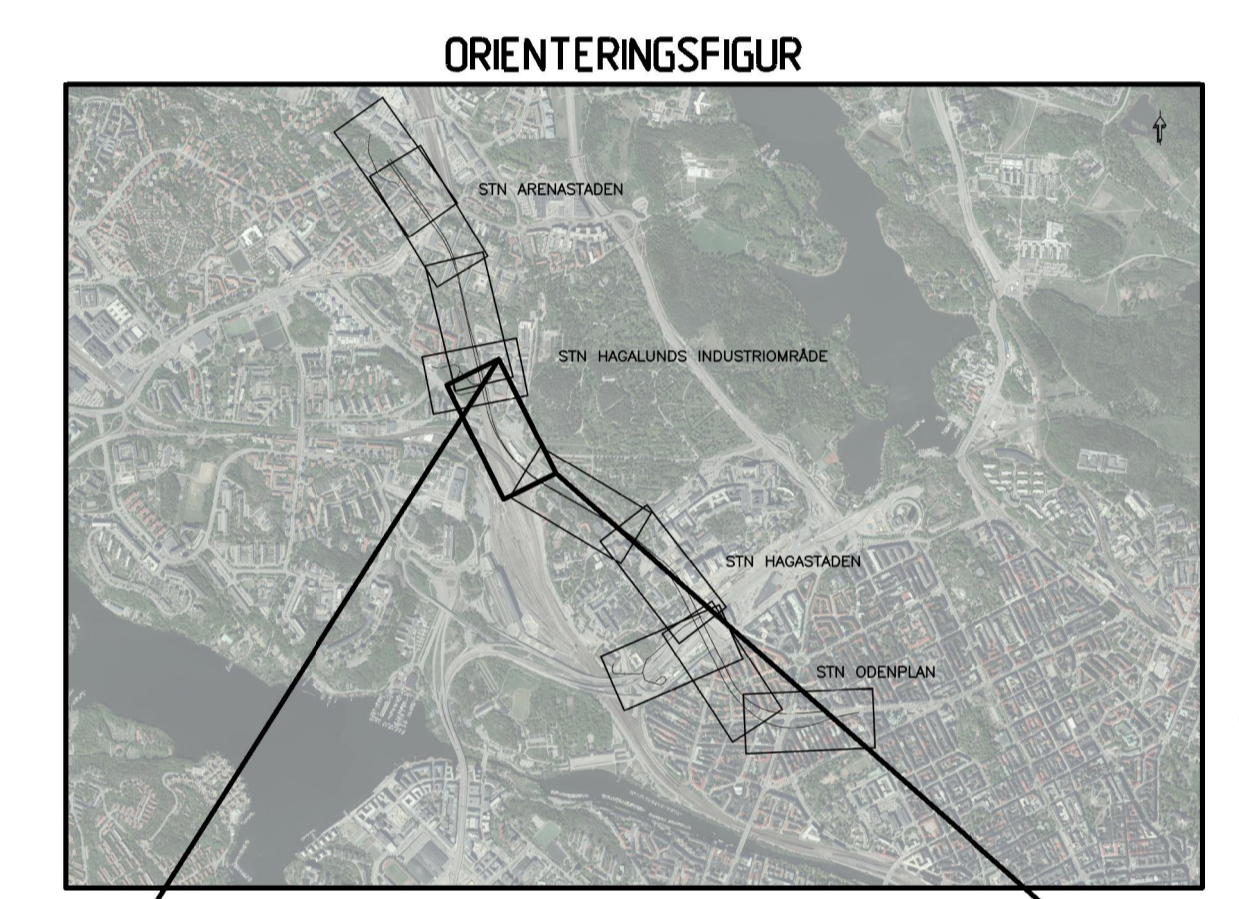 ORIENTERINGSFIGUR
STN ARENASTADEN
STN HAGALUNDS INDUSTRIOMRÅDE
STN HAGASTADEN
STN ODENPLAN